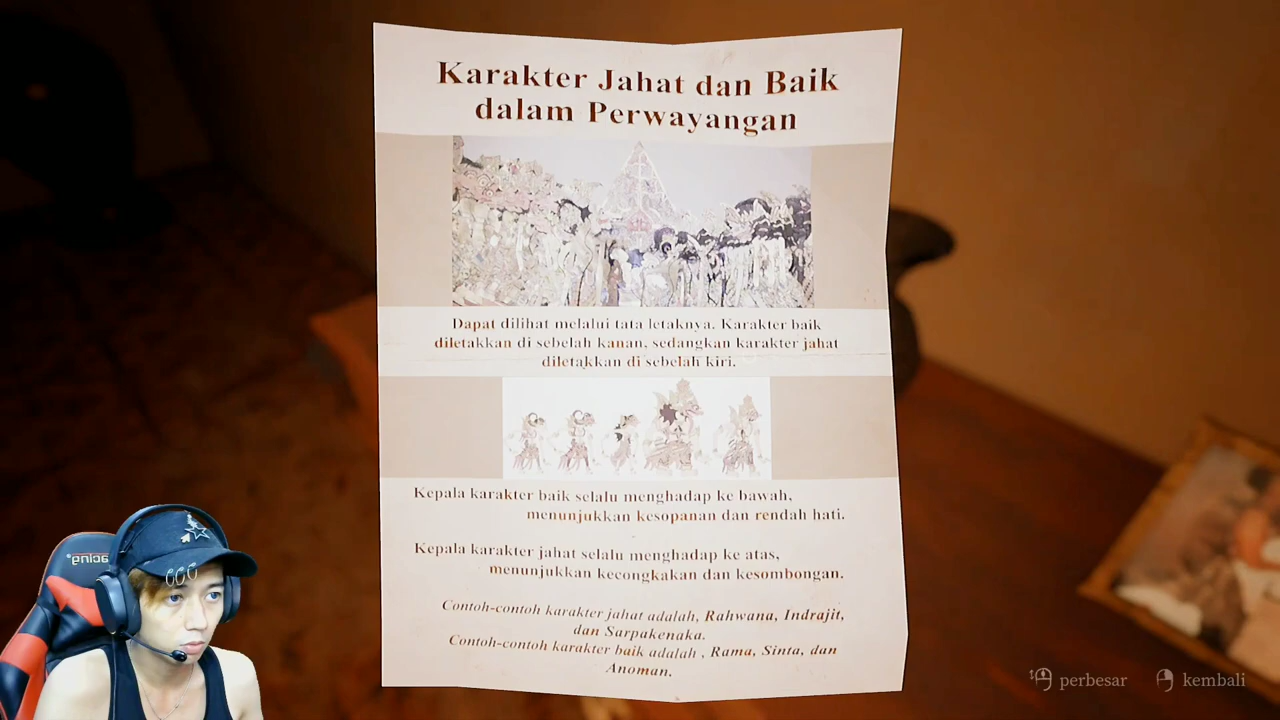 Karakter Jahat dan Baik
dalam Perwayangan
Dapat dilihat melalui tata letaknya. Karakter baik
diletakkan di sebelah kanan, sedangkan karakter jahat
diletakkan di sebelah kiri.
Kepala karakter baik selalu menghadap ke bawah,
menunjukkan kesopanan dan rendah hati.
Kepala karakter jahat selalu menghadap ke atas,
menunjukkan kecongkakan dan kesombongan.
Contoh-contoh karakter jahat adalah, Rahwana, Indrajit,
dan Sarpakenaka.
Contoh-contoh karakter baik adalah , Rama, Sinta, dan
Anoman.
perbesar
kembali